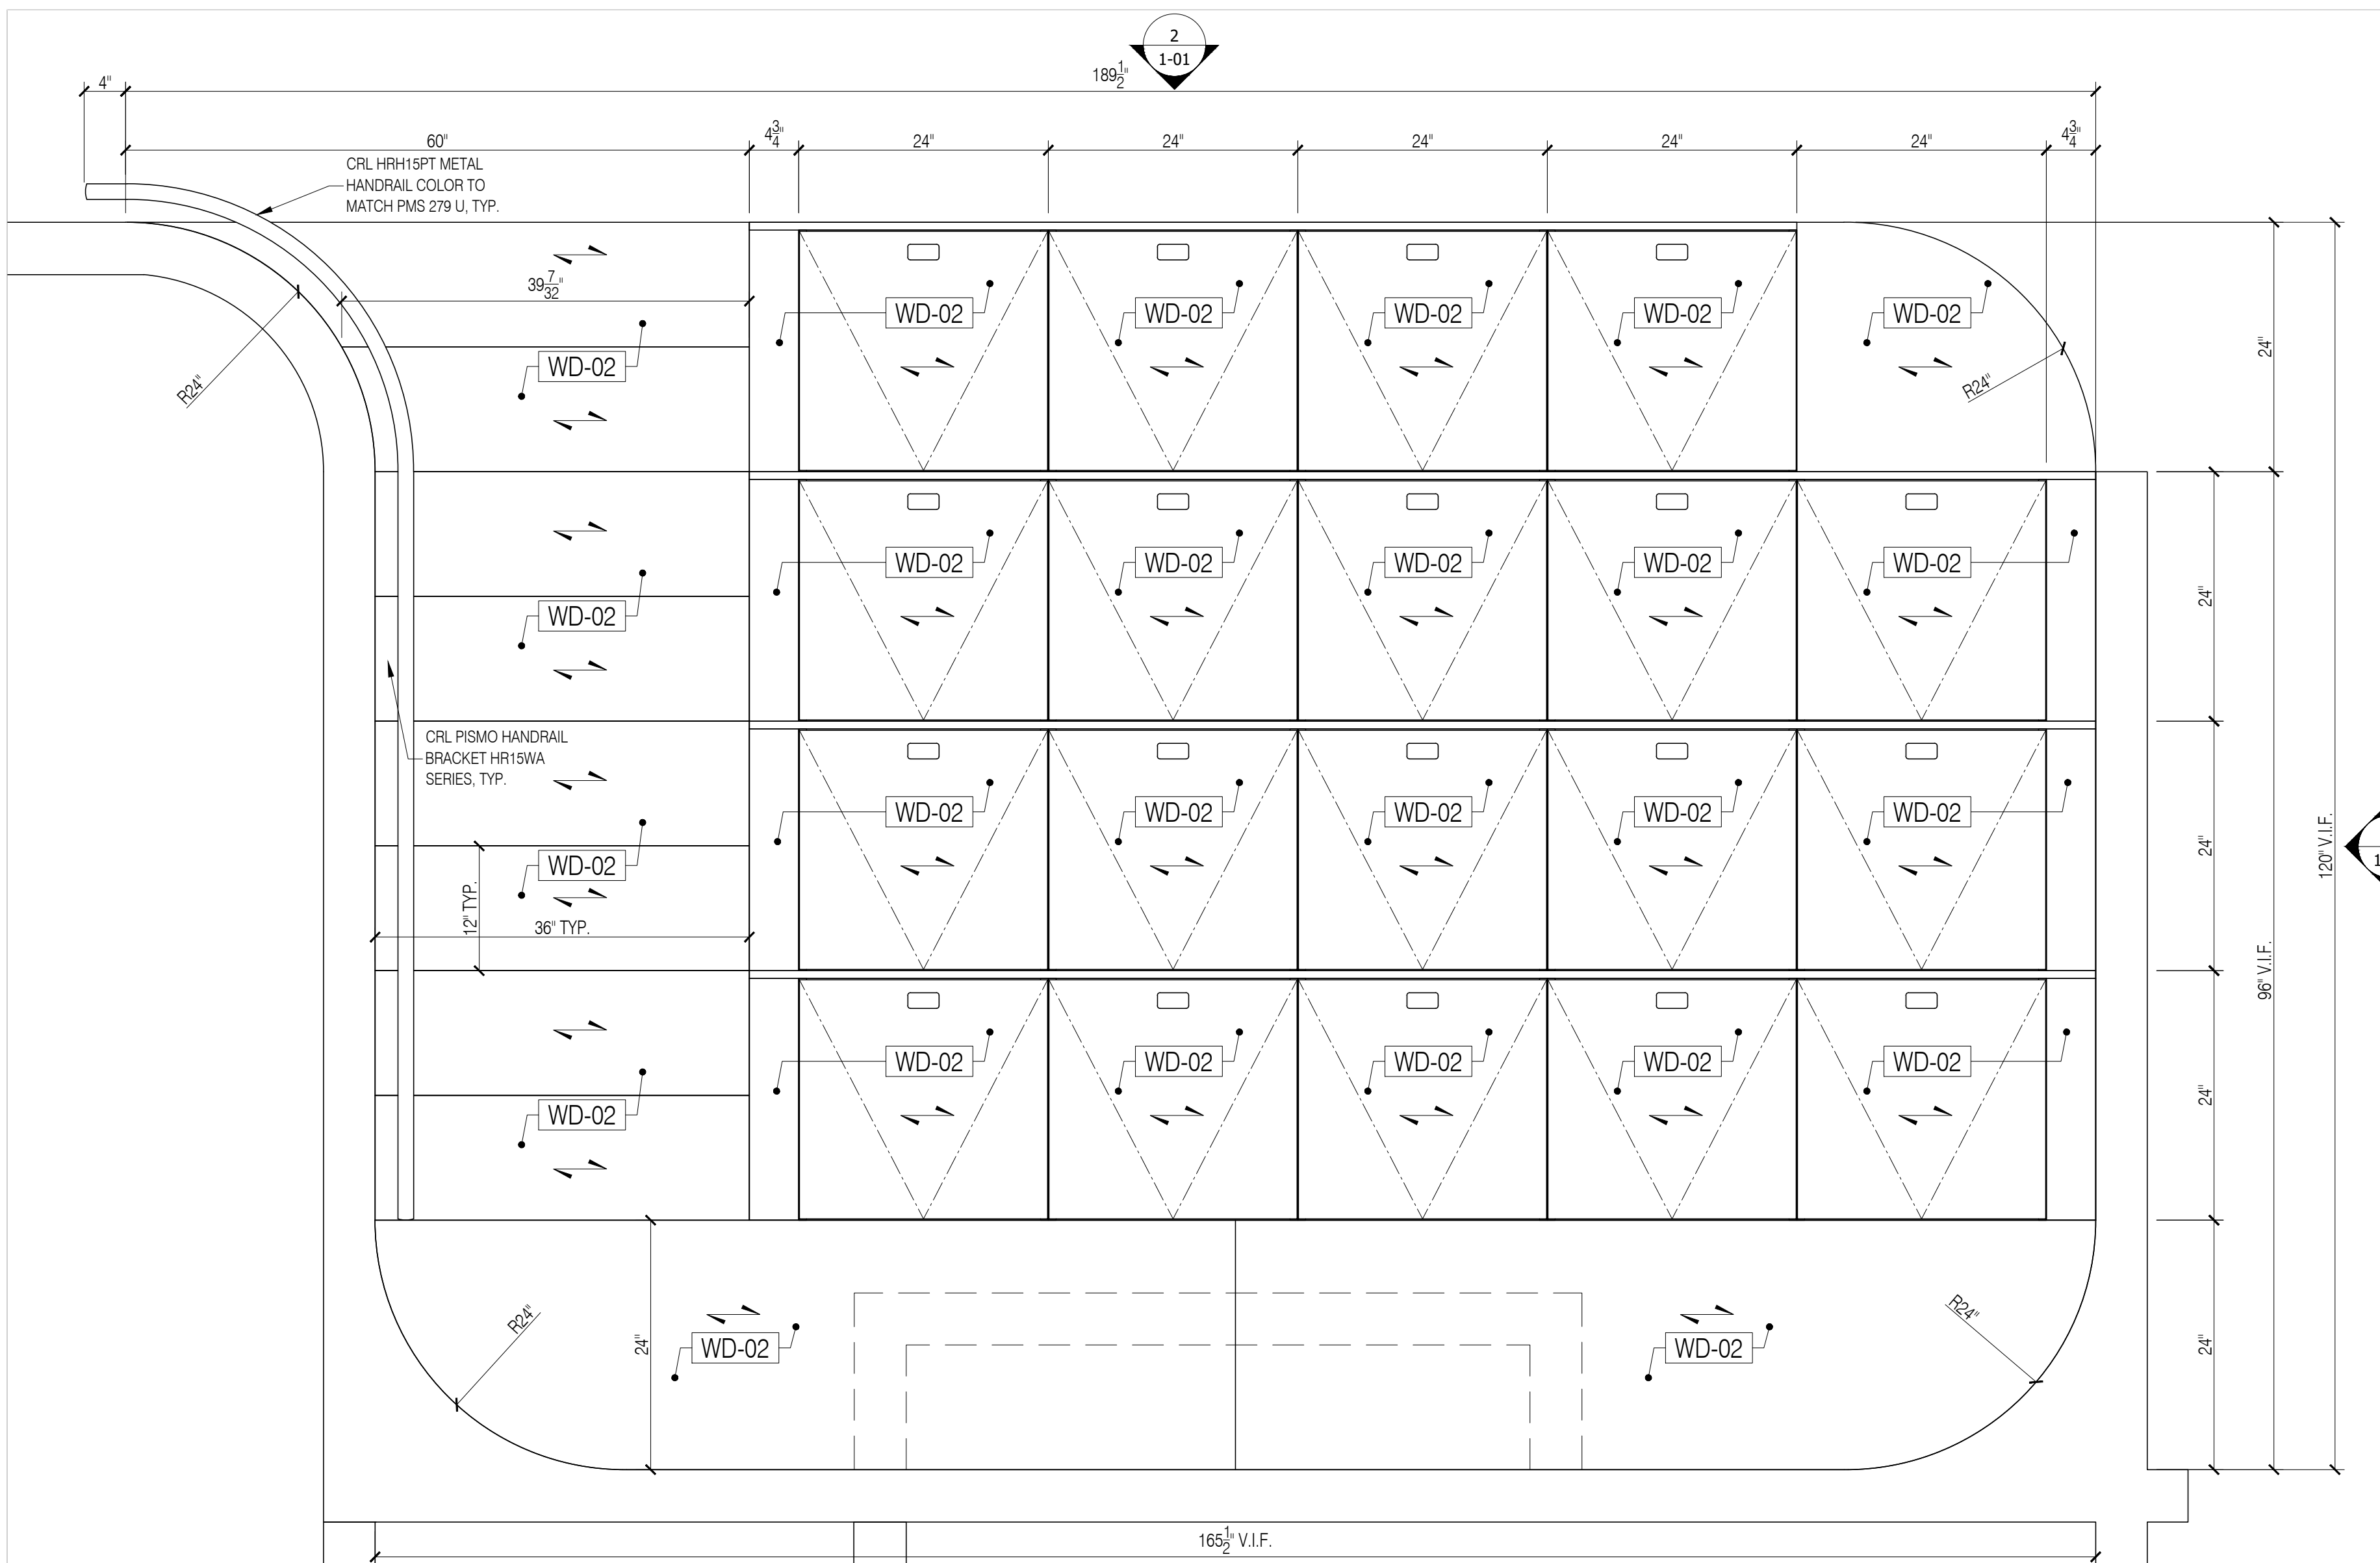 2
1-01
189 1/2"
4"
60"
4 3/4"
24"
24"
24"
24"
24"
4 3/4"
CRL HRH15PT METAL
HANDRAIL COLOR TO
MATCH PMS 279 U, TYP.
39 7/32"
WD-02
WD-02
WD-02
WD-02
WD-02
WD-02
R24"
R24"
24"
WD-02
WD-02
WD-02
WD-02
WD-02
WD-02
24"
CRL PISMO HANDRAIL
BRACKET HR15WA
SERIES, TYP.
WD-02
WD-02
WD-02
WD-02
WD-02
WD-02
12" TYP.
36" TYP.
24"
120" V.I.F.
1
96" V.I.F.
WD-02
WD-02
WD-02
WD-02
WD-02
WD-02
24"
R24"
24"
WD-02
WD-02
R24"
24"
165 1/2" V.I.F.